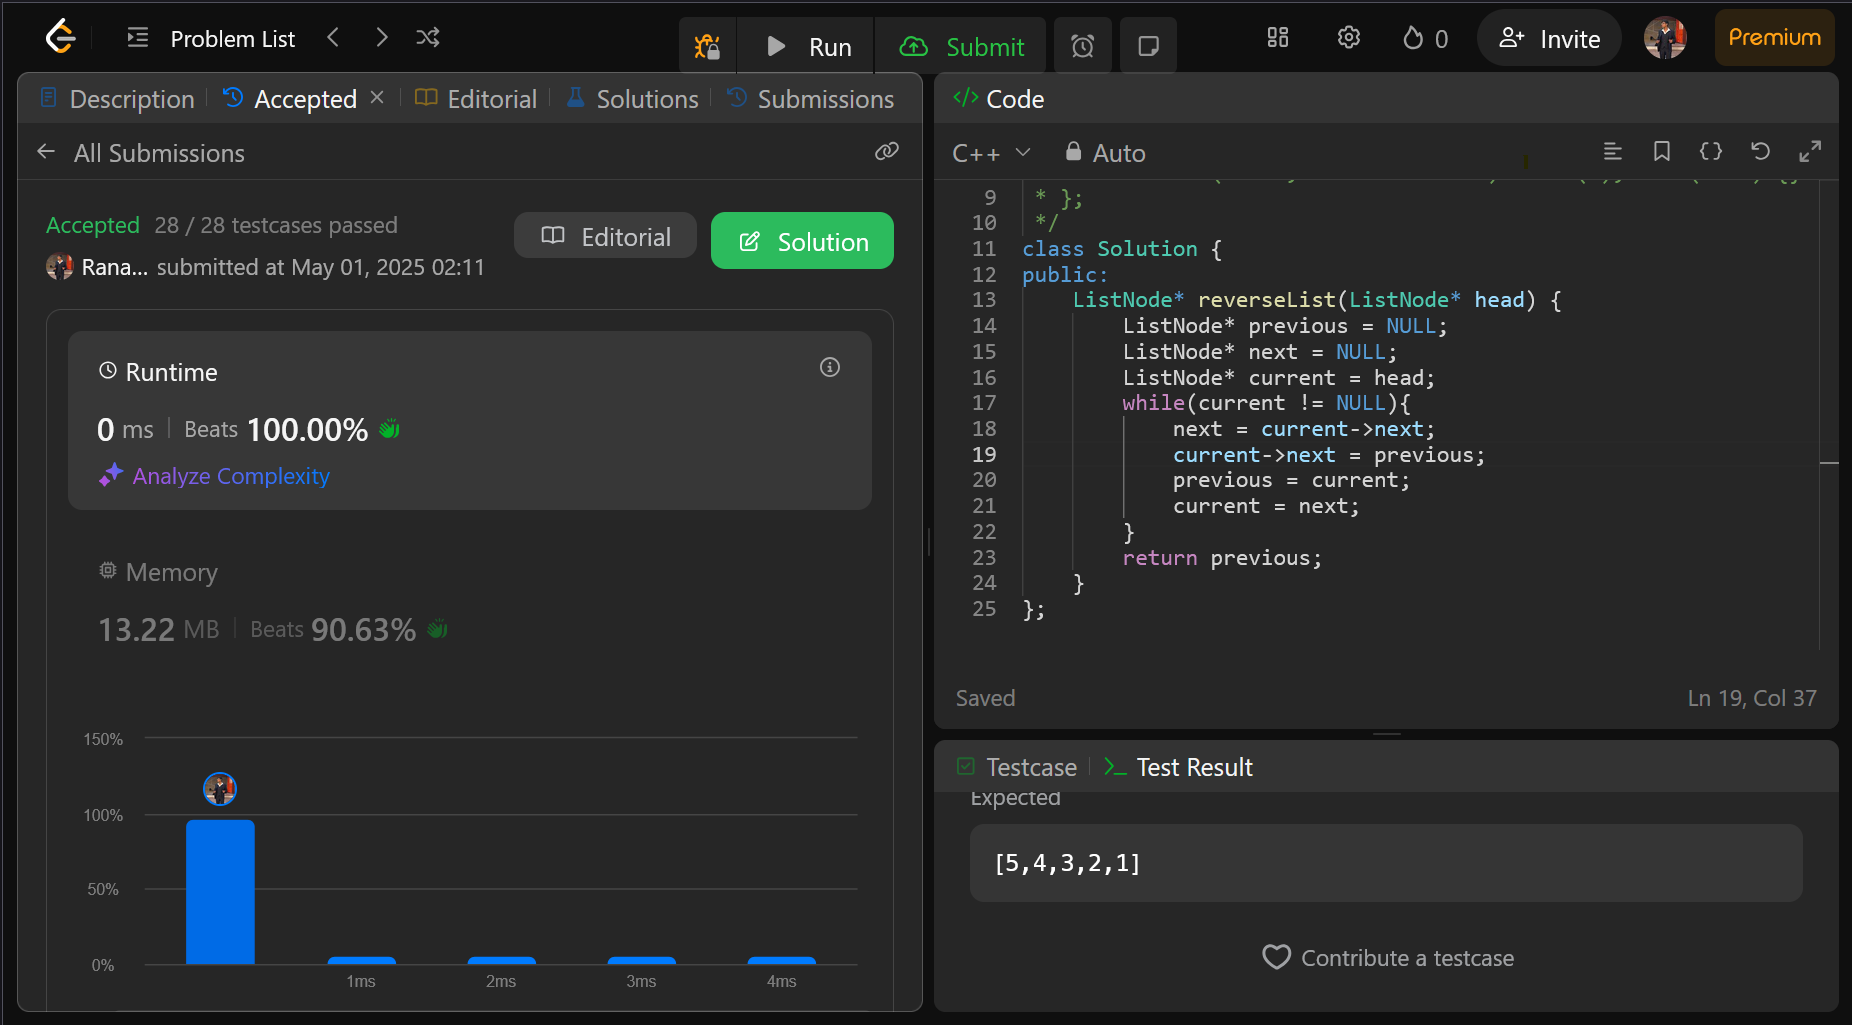 Problem List
Run
Submit
0
Invite
Premium
Description
Accepted
Editorial
Solutions
Submissions
All Submissions
Accepted 28 / 28 testcases passed
Editorial
Solution
Rana... submitted at May 01, 2025 02:11
Runtime
0 ms Beats 100.00%
Analyze Complexity
Memory
13.22 MB Beats 90.63%
150%
100%
50%
0%
1ms 2ms 3ms 4ms
</> Code
C++ Auto
9 * };
10 */
11 class Solution {
12 public:
13 ListNode* reverseList(ListNode* head) {
14 ListNode* previous = NULL;
15 ListNode* next = NULL;
16 ListNode* current = head;
17 while(current != NULL){
18 next = current->next;
19 current->next = previous;
20 previous = current;
21 current = next;
22 }
23 return previous;
24 }
25 };
Saved
Ln 19, Col 37
Testcase
Test Result
Expected
[5,4,3,2,1]
Contribute a testcase